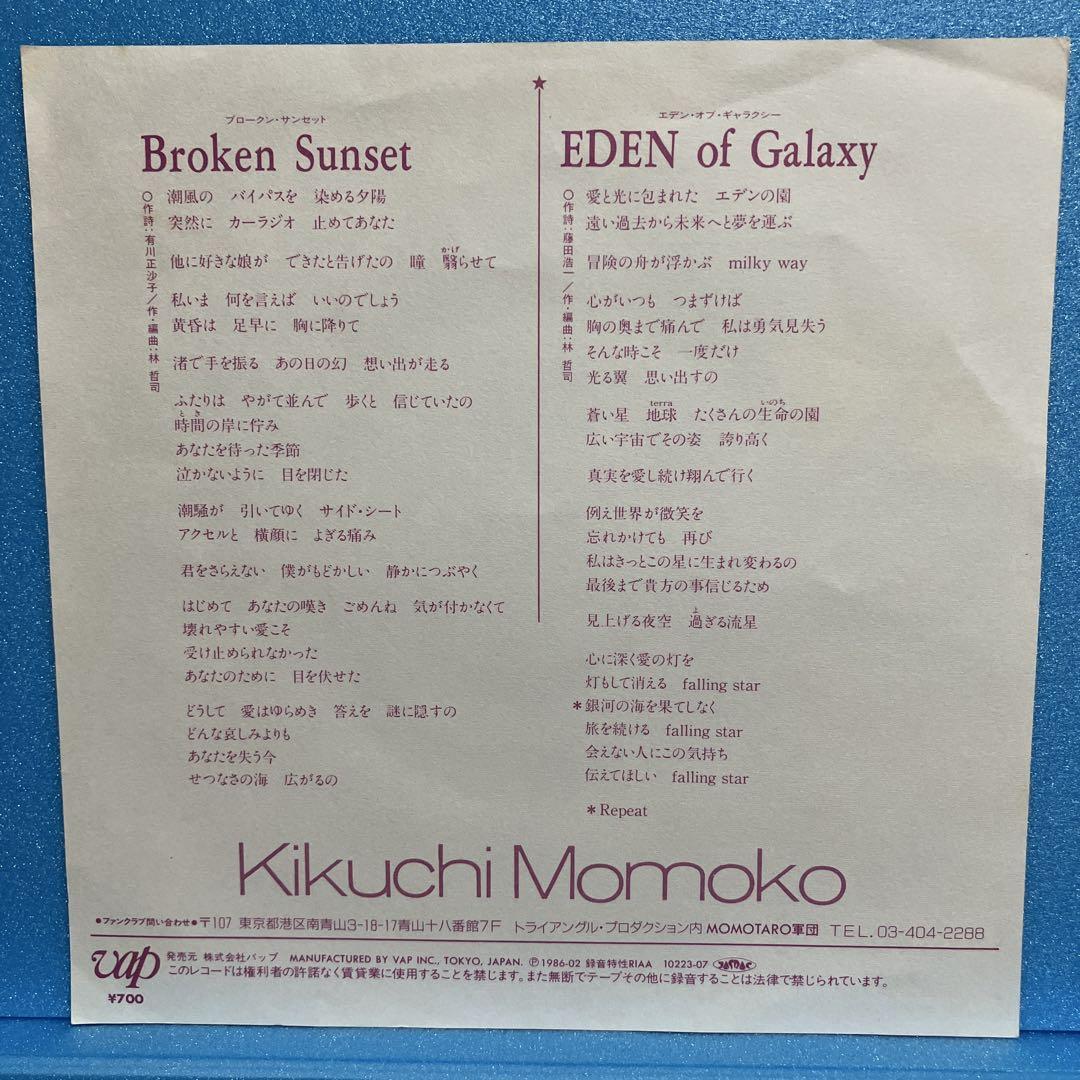 ブロークン・サンセット
Broken Sunset
○作詩：有川正沙子／作・編曲：林 哲司
潮風の　バイパスを　染める夕陽
突然に　カーラジオ　止めてあなた
他に好きな娘が　できたと告げたの　瞳　翳らせて
かげ
私いま　何を言えば　いいのでしょう
黄昏は　足早に　胸に降りて
渚で手を振る　あの日の幻　想い出が走る
ふたりは　やがて並んで　歩くと　信じていたの
とき
時間の岸に佇み
あなたを待った季節
泣かないように　目を閉じた
潮騒が　引いてゆく　サイド・シート
アクセルと　横顔に　よぎる痛み
君をさらえない　僕がもどかしい　静かにつぶやく
はじめて　あなたの嘆き　ごめんね　気が付かなくて
壊れやすい愛こそ
受け止められなかった
あなたのために　目を伏せた
どうして　愛はゆらめき　答えを　謎に隠すの
どんな哀しみよりも
あなたを失う今
せつなさの海　広がるの
★
エデン・オブ・ギャラクシー
EDEN of Galaxy
○作詩：藤田浩一／作・編曲：林 哲司
愛と光に包まれた　エデンの園
遠い過去から未来へと夢を運ぶ
冒険の舟が浮かぶ　milky way
心がいつも　つまずけば
胸の奥まで痛んで　私は勇気見失う
そんな時こそ　一度だけ
光る翼　思い出すの
terra　いのち
蒼い星　地球　たくさんの生命の園
広い宇宙でその姿　誇り高く
真実を愛し続け翔んで行く
例え世界が微笑を
忘れかけても　再び
私はきっとこの星に生まれ変わるの
最後まで貴方の事信じるため
よ
見上げる夜空　過ぎる流星
心に深く愛の灯を
灯もして消える　falling star
＊銀河の海を果てしなく
旅を続ける　falling star
会えない人にこの気持ち
伝えてほしい　falling star
＊Repeat
Kikuchi Momoko
●ファンクラブ問い合わせ●〒107 東京都港区南青山3-18-17青山十八番館7F　トライアングル・プロダクション内 MOMOTARO軍団　TEL.03-404-2288
vap
¥700
発売元 株式会社バップ　MANUFACTURED BY VAP INC., TOKYO, JAPAN. Ⓟ1986-02 録音特性RIAA　10223-07 JASRAC
このレコードは権利者の許諾なく賃貸業に使用することを禁じます。また無断でテープその他に録音することは法律で禁じられています。